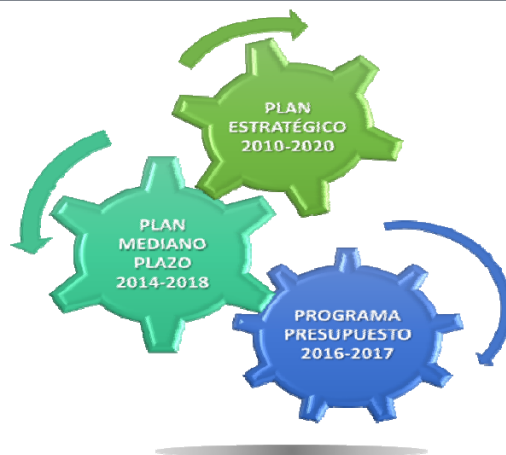 PLAN
ESTRATÉGICO
2010-2020
PLAN
MEDIANO
PLAZO
2014-2018
PROGRAMA
PRESUPUESTO
2016-2017